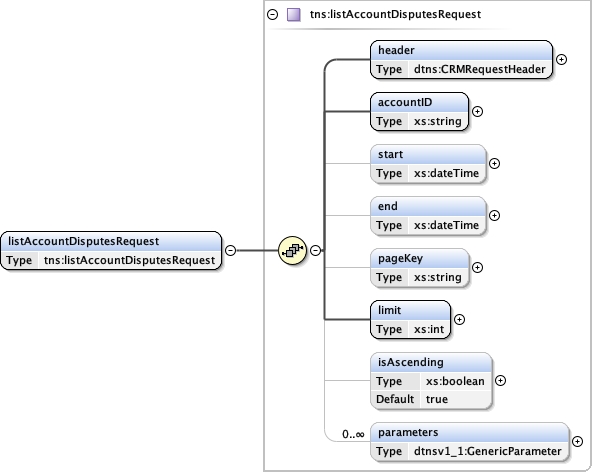 tns:listAccountDisputesRequest
header
Type dtns:CRMRequestHeader
accountID
Type xs:string
start
Type xs:dateTime
end
Type xs:dateTime
listAccountDisputesRequest
Type tns:listAccountDisputesRequest
pageKey
Type xs:string
limit
Type xs:int
isAscending
Type xs:boolean
Default true
0..∞
parameters
Type dtnsv1_1:GenericParameter